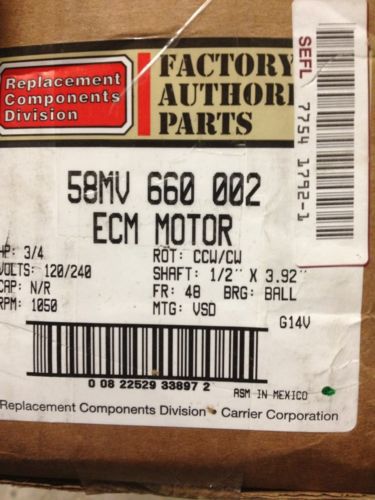 Replacement
Components
Division
FACTORY
AUTHORI
PARTS
SEFL 7754 1792-1
58MV 660 002
ECM MOTOR
HP: 3/4
VOLTS: 120/240
CAP: N/R
RPM: 1050
ROT: CCW/CW
SHAFT: 1/2" X 3.92"
FR: 48 BRG: BALL
MTG: VSD
G14V
0 08 22529 33897 2
ASM IN MEXICO
Replacement Components Division • Carrier Corporation